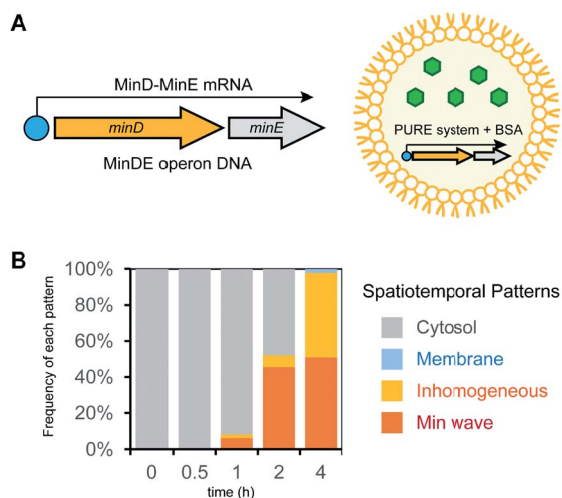 A
MinD-MinE mRNA
minD
minE
MinDE operon DNA
PURE system + BSA
B
Frequency of each pattern
100%
80%
60%
40%
20%
0%
0 0.5 1 2 4
time (h)
Spatiotemporal Patterns
Cytosol
Membrane
Inhomogeneous
Min wave